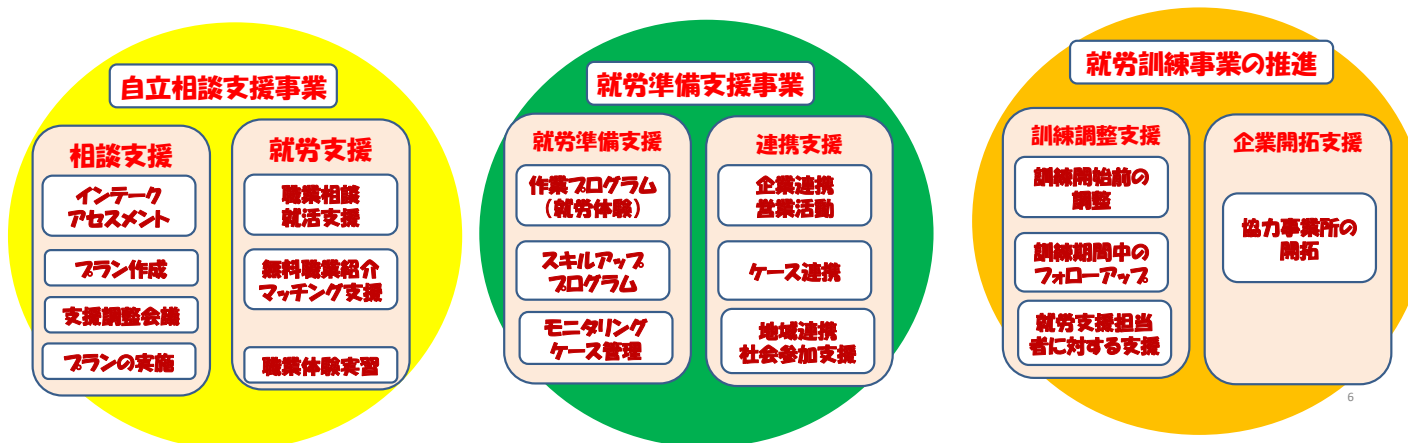 自立相談支援事業
相談支援
インテーク
アセスメント
プラン作成
支援調整会議
プランの実施
就労支援
職業相談
就活支援
無料職業紹介
マッチング支援
職業体験実習
就労準備支援事業
就労準備支援
作業プログラム
(就労体験)
スキルアップ
プログラム
モニタリング
ケース管理
連携支援
企業連携
営業活動
ケース連携
地域連携
社会参加支援
就労訓練事業の推進
訓練調整支援
訓練開始前の
調整
訓練期間中の
フォローアップ
就労支援担当
者に対する支援
企業開拓支援
協力事業所の
開拓
6